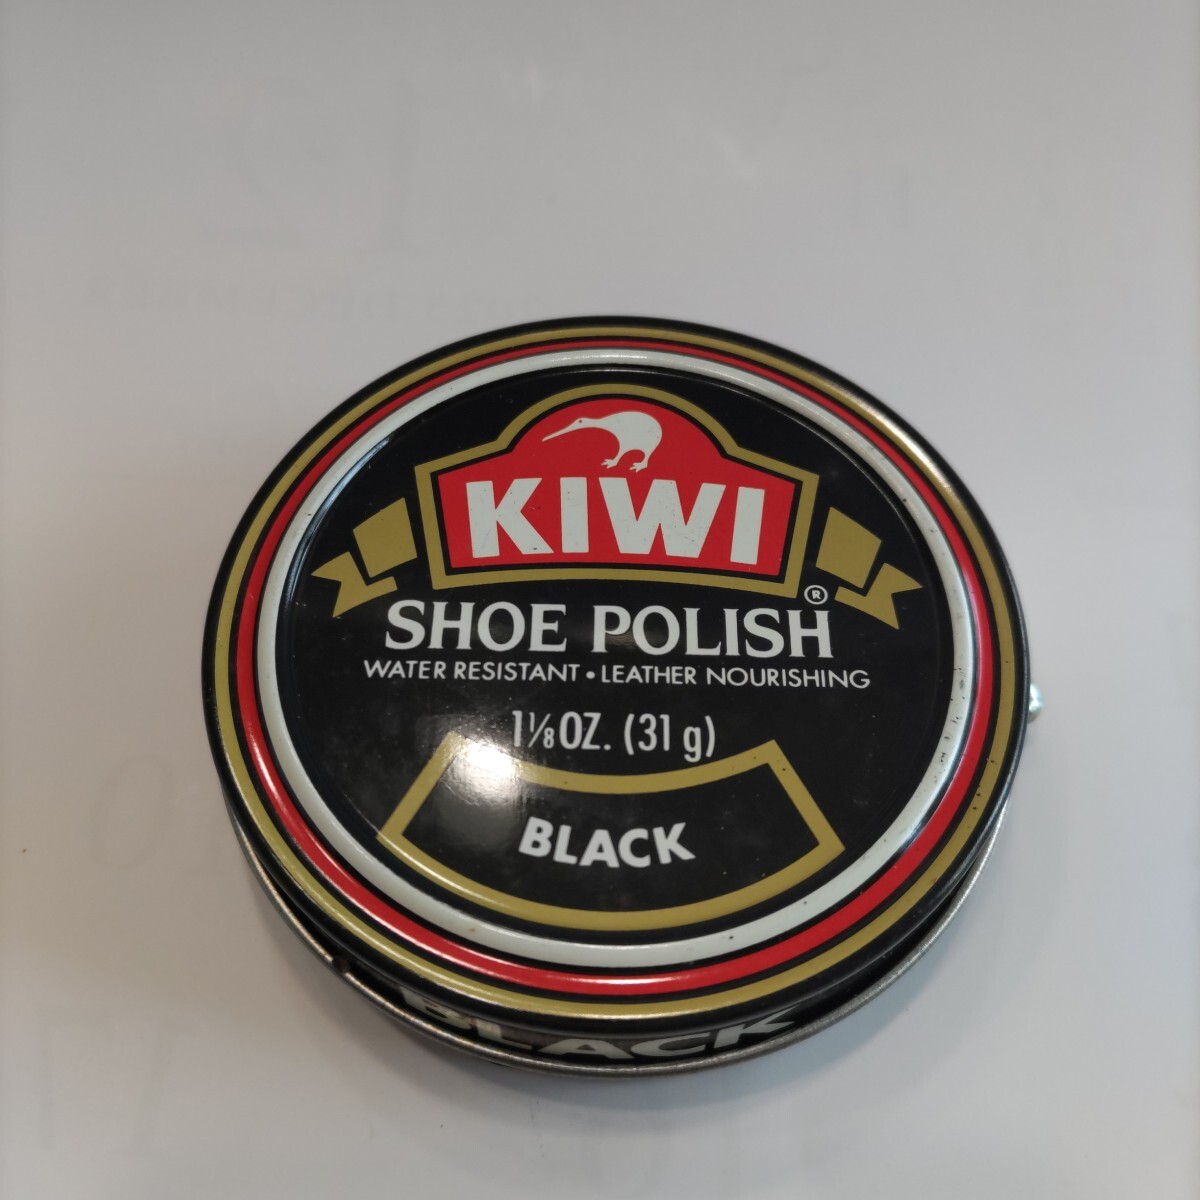 KIWI
®
SHOE POLISH
WATER RESISTANT • LEATHER NOURISHING
1⅛ OZ. (31 g)
BLACK
BLACK